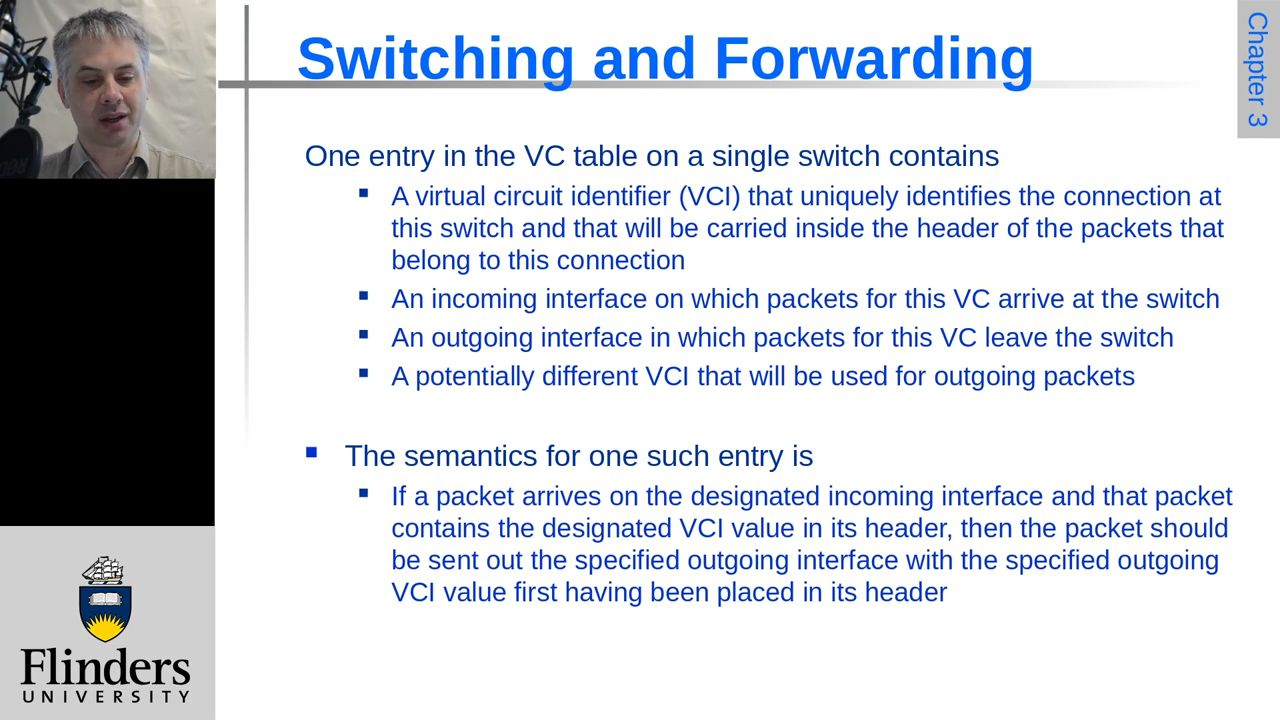 Switching and Forwarding
Chapter 3
One entry in the VC table on a single switch contains
A virtual circuit identifier (VCI) that uniquely identifies the connection at
this switch and that will be carried inside the header of the packets that
belong to this connection
An incoming interface on which packets for this VC arrive at the switch
An outgoing interface in which packets for this VC leave the switch
A potentially different VCI that will be used for outgoing packets
The semantics for one such entry is
If a packet arrives on the designated incoming interface and that packet
contains the designated VCI value in its header, then the packet should
be sent out the specified outgoing interface with the specified outgoing
VCI value first having been placed in its header
Flinders
UNIVERSITY